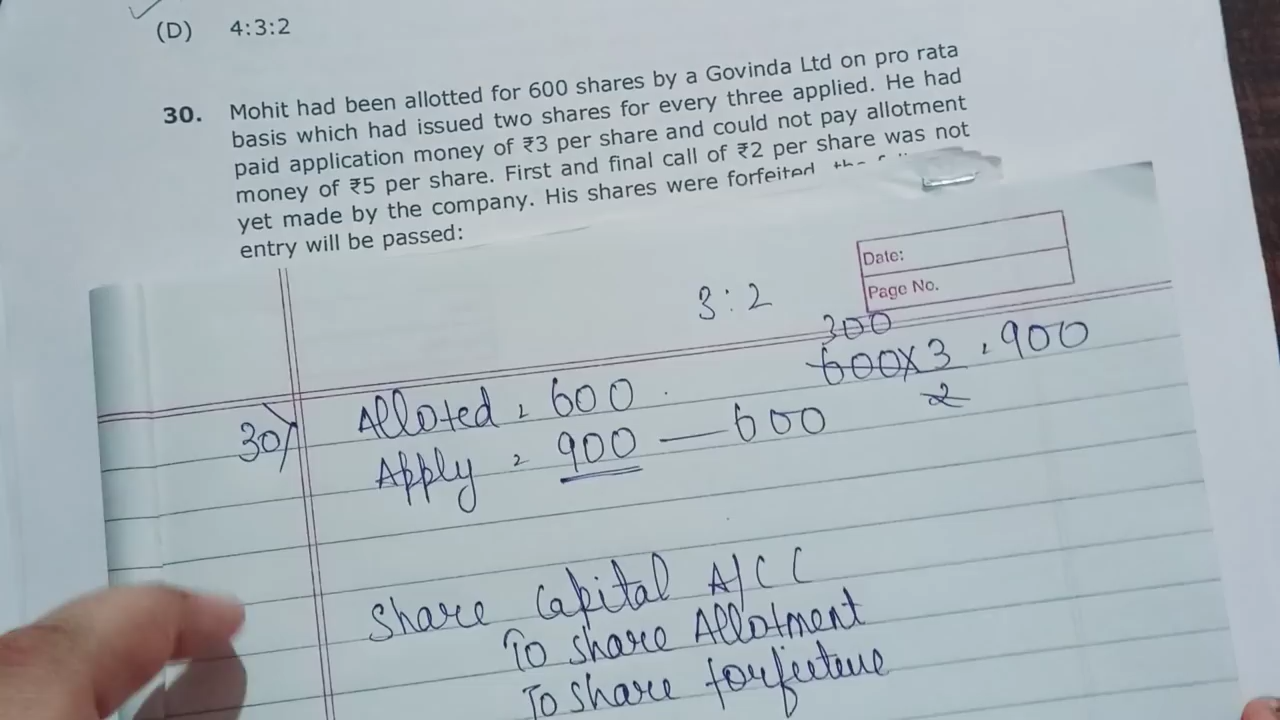 (D) 4:3:2
30. Mohit had been allotted for 600 shares by a Govinda Ltd on pro rata
basis which had issued two shares for every three applied. He had
paid application money of ₹3 per share and could not pay allotment
money of ₹5 per share. First and final call of ₹2 per share was not
yet made by the company. His shares were forfeited, the
entry will be passed:
Date:
Page No.
3:2
300
600x3 , 900
2
30) Alloted , 600
Apply , 900 — 600
Share Capital A/C C
To share Allotment
To share forfeeteue